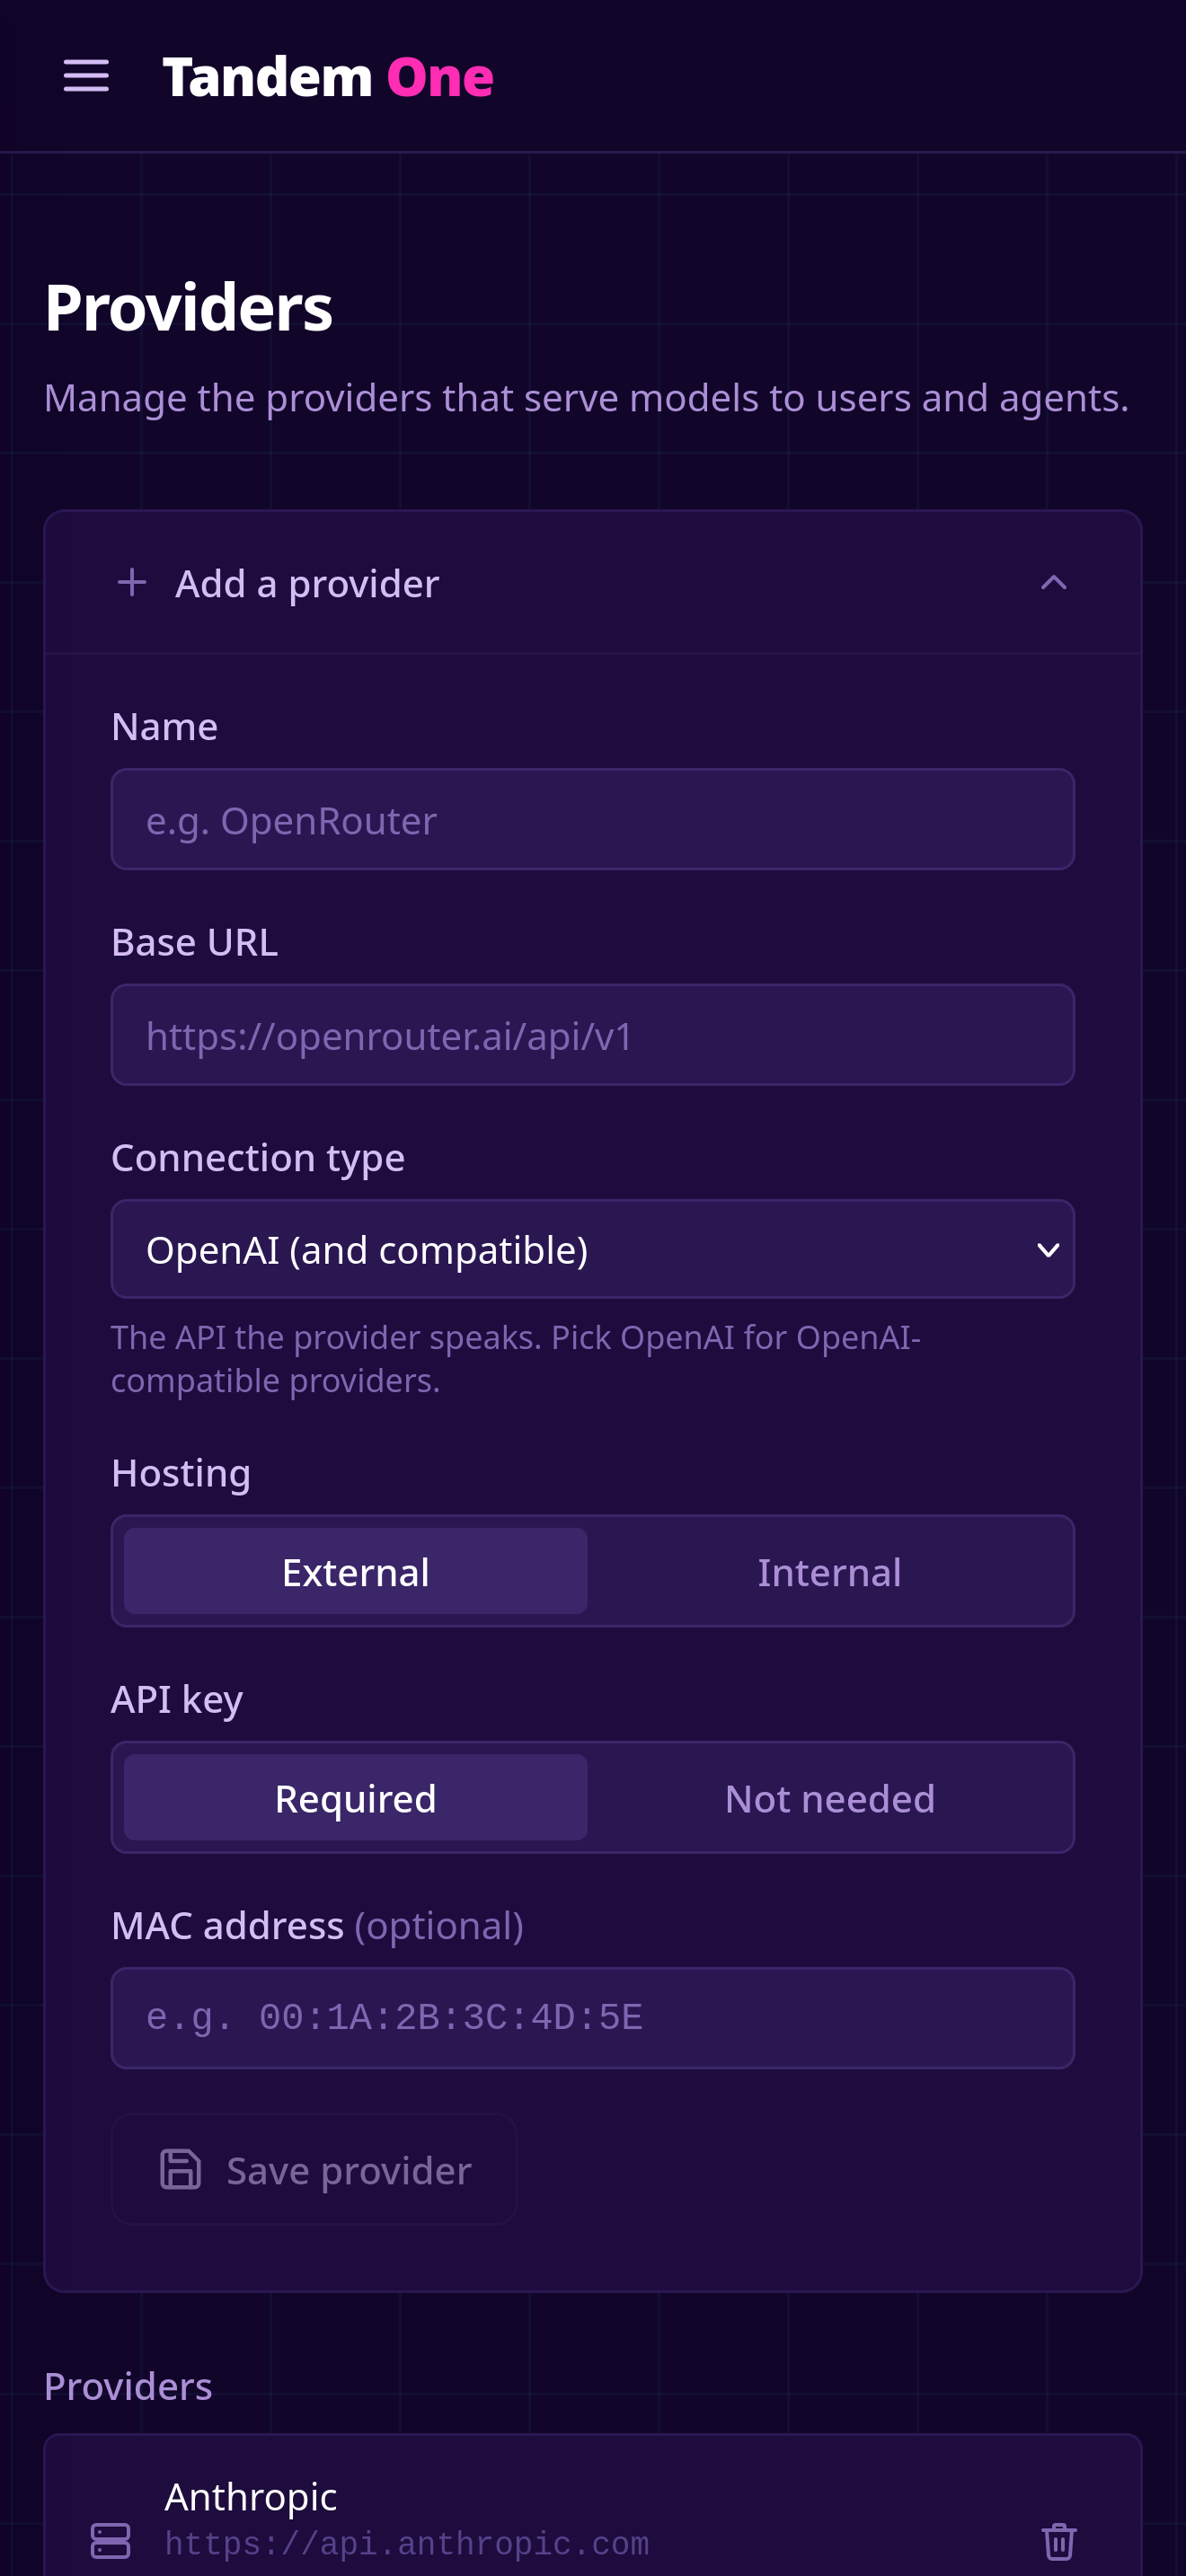 Tandem One
Providers
Manage the providers that serve models to users and agents.
Add a provider
Name
e.g. OpenRouter
Base URL
https://openrouter.ai/api/v1
Connection type
OpenAI (and compatible)
The API the provider speaks. Pick OpenAI for OpenAI-
compatible providers.
Hosting
External Internal
API key
Required Not needed
MAC address (optional)
e.g. 00:1A:2B:3C:4D:5E
Save provider
Providers
Anthropic
https://api.anthropic.com